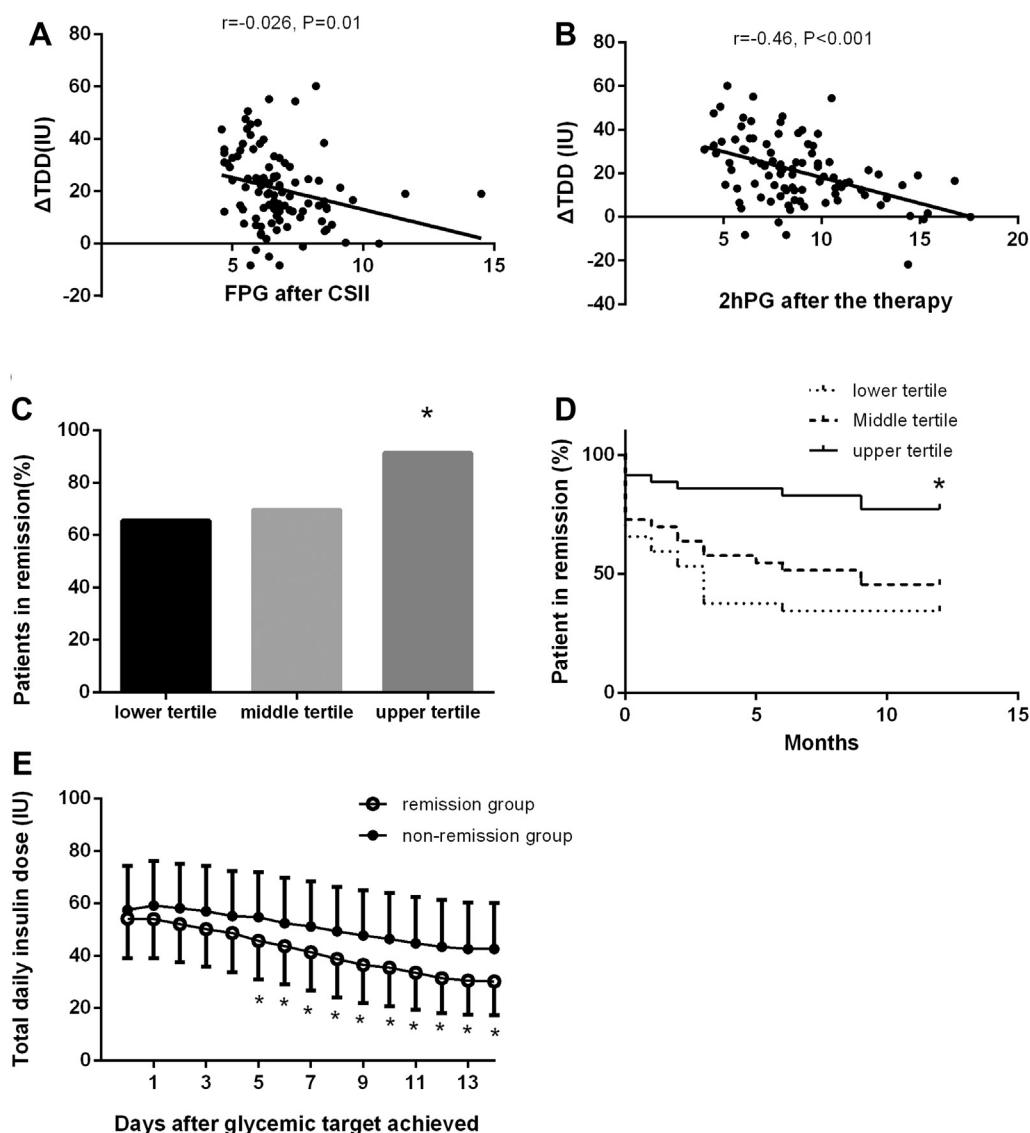 A
r=-0.026, P=0.01
80
60
40
20
0
-20
ΔTDD(IU)
5
10
15
FPG after CSII
B
r=-0.46, P<0.001
80
60
40
20
0
-20
-40
ΔTDD (IU)
5
10
15
20
2hPG after the therapy
C
*
100
80
60
40
20
0
Patients in remission(%)
lower tertile
middle tertile
upper tertile
D
lower tertile
Middle tertile
upper tertile
*
100
50
0
Patient in remission (%)
0
5
10
15
Months
E
100
80
60
40
20
0
Total daily insulin dose (IU)
remission group
non-remission group
* * * * * * * * * *
1 3 5 7 9 11 13
Days after glycemic target achieved